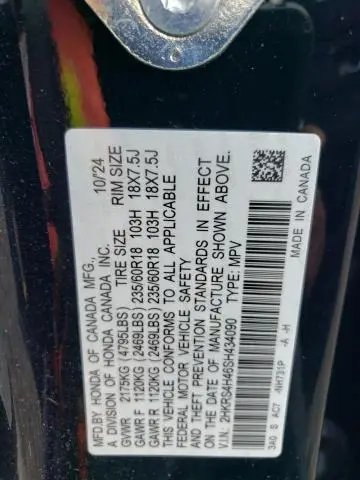 MFD.BY HONDA OF CANADA MFG., 10/24
A DIVISION OF HONDA CANADA INC.
TIRE SIZE RIM SIZE
GVWR 2175KG (4795LBS)
GAWR F 1120KG (2469LBS) 235/60R18 103H 18X7.5J
GAWR R 1120KG (2469LBS) 235/60R18 103H 18X7.5J
THIS VEHICLE CONFORMS TO ALL APPLICABLE
FEDERAL MOTOR VEHICLE SAFETY
AND THEFT PREVENTION STANDARDS IN EFFECT
ON THE DATE OF MANUFACTURE SHOWN ABOVE.
V.I.N.: 2HKRS4H46SH434090 TYPE: MPV
3A0 S AC7 NH731P -A -H MADE IN CANADA